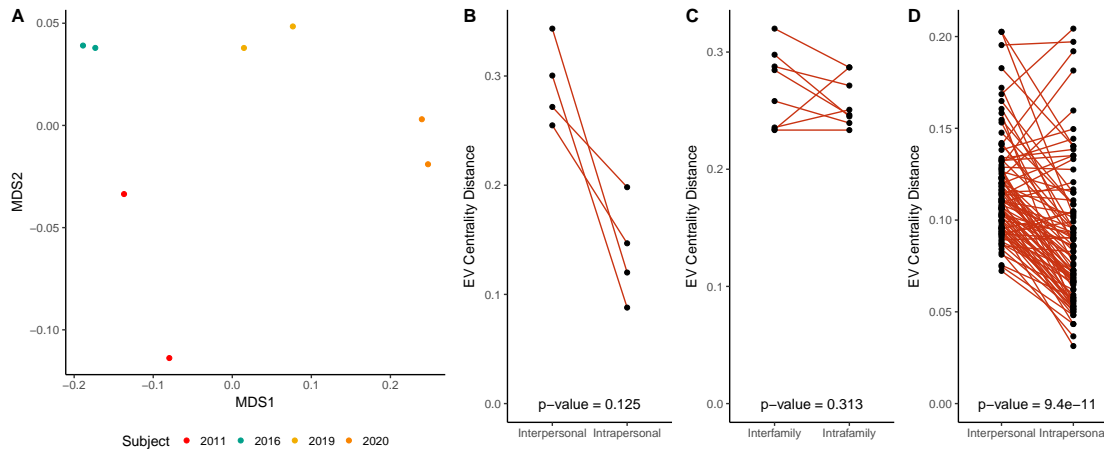 A
0.05
0.00
−0.05
−0.10
MDS2
−0.2 −0.1 0.0 0.1 0.2
MDS1
Subject 2011 2016 2019 2020
B
EV Centrality Distance
0.3
0.2
0.1
0.0
p−value = 0.125
Interpersonal Intrapersonal
C
EV Centrality Distance
0.3
0.2
0.1
0.0
p−value = 0.313
Interfamily Intrafamily
D
EV Centrality Distance
0.20
0.15
0.10
0.05
0.00
p−value = 9.4e−11
Interpersonal Intrapersonal